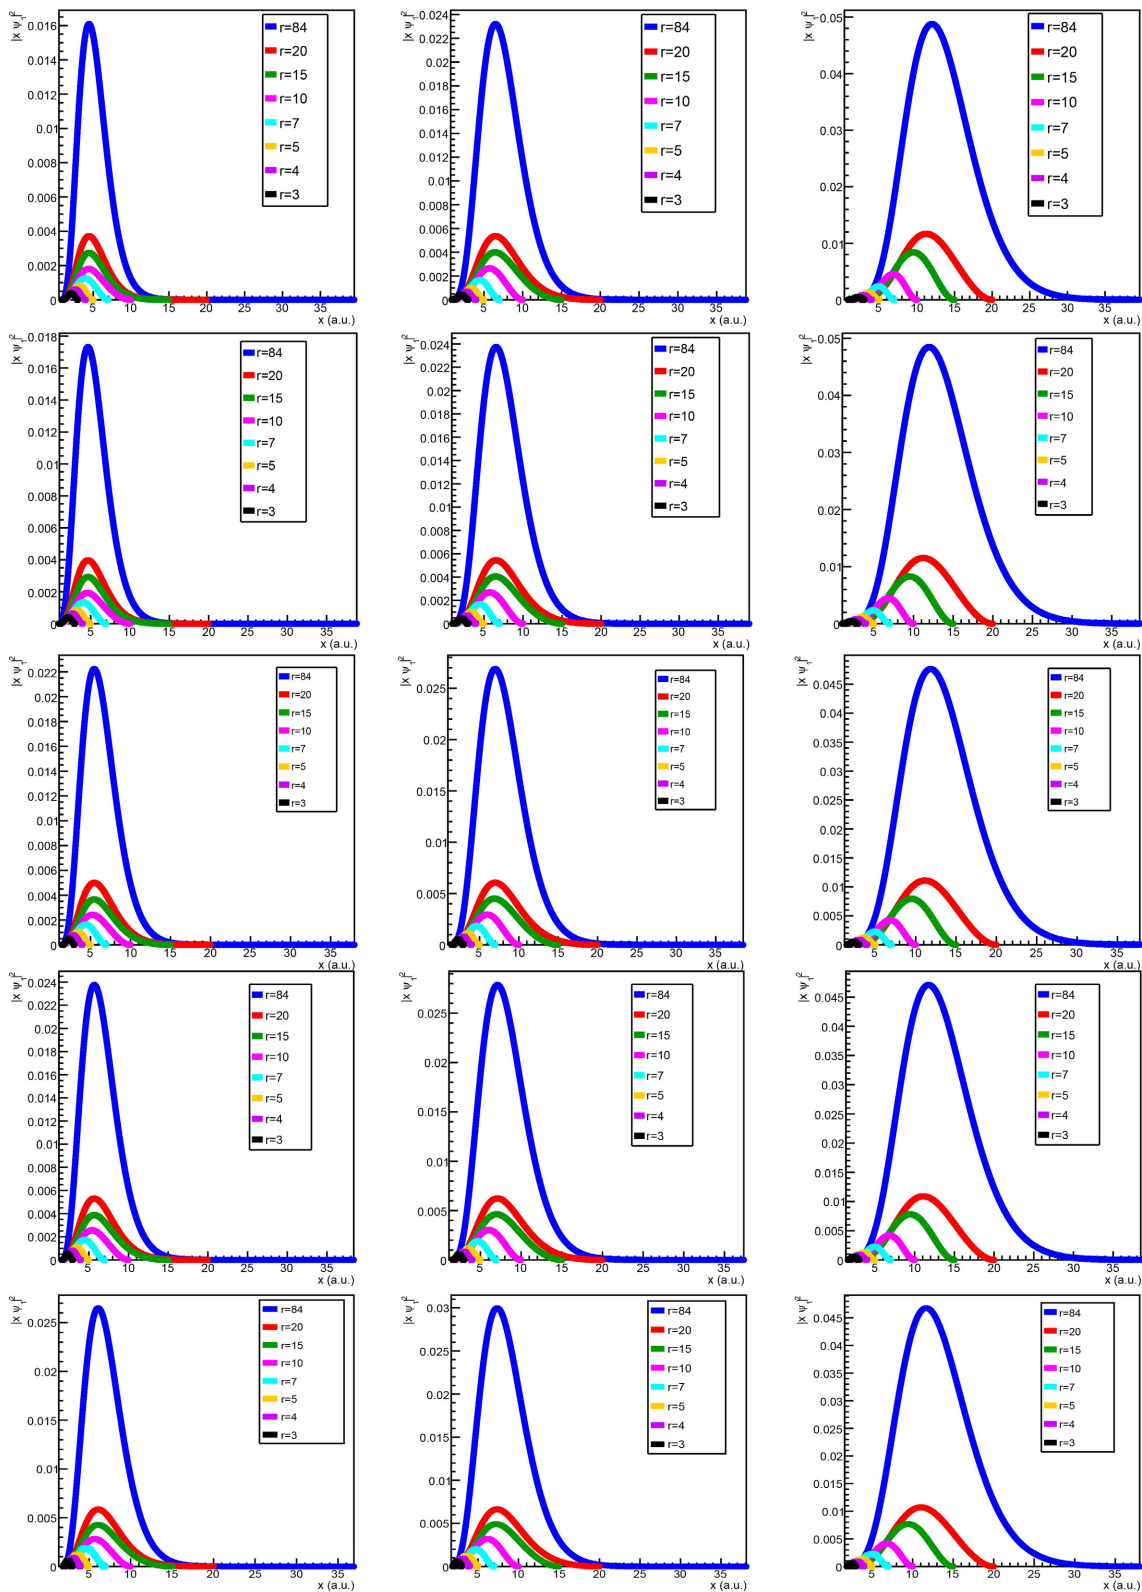 |x ψ₁|²
0.016
0.014
0.012
0.01
0.008
0.006
0.004
0.002
0
r=84
r=20
r=15
r=10
r=7
r=5
r=4
r=3
5 10 15 20 25 30 35
x (a.u.)
|x ψ₁|²
0.024
0.022
0.02
0.018
0.016
0.014
0.012
0.01
0.008
0.006
0.004
0.002
0
r=84
r=20
r=15
r=10
r=7
r=5
r=4
r=3
5 10 15 20 25 30 35
x (a.u.)
|x ψ₁|²
0.05
0.04
0.03
0.02
0.01
0
r=84
r=20
r=15
r=10
r=7
r=5
r=4
r=3
5 10 15 20 25 30 35
x (a.u.)
|x ψ₁|²
0.018
0.016
0.014
0.012
0.01
0.008
0.006
0.004
0.002
0
r=84
r=20
r=15
r=10
r=7
r=5
r=4
r=3
5 10 15 20 25 30 35
x (a.u.)
|x ψ₁|²
0.024
0.022
0.02
0.018
0.016
0.014
0.012
0.01
0.008
0.006
0.004
0.002
0
r=84
r=20
r=15
r=10
r=7
r=5
r=4
r=3
5 10 15 20 25 30 35
x (a.u.)
|x ψ₁|²
0.05
0.04
0.03
0.02
0.01
0
r=84
r=20
r=15
r=10
r=7
r=5
r=4
r=3
5 10 15 20 25 30 35
x (a.u.)
|x ψ₁|²
0.022
0.02
0.018
0.016
0.014
0.012
0.01
0.008
0.006
0.004
0.002
0
r=84
r=20
r=15
r=10
r=7
r=5
r=4
r=3
5 10 15 20 25 30 35
x (a.u.)
|x ψ₁|²
0.025
0.02
0.015
0.01
0.005
0
r=84
r=20
r=15
r=10
r=7
r=5
r=4
r=3
5 10 15 20 25 30 35
x (a.u.)
|x ψ₁|²
0.045
0.04
0.035
0.03
0.025
0.02
0.015
0.01
0.005
0
r=84
r=20
r=15
r=10
r=7
r=5
r=4
r=3
5 10 15 20 25 30 35
x (a.u.)
|x ψ₁|²
0.024
0.022
0.02
0.018
0.016
0.014
0.012
0.01
0.008
0.006
0.004
0.002
0
r=84
r=20
r=15
r=10
r=7
r=5
r=4
r=3
5 10 15 20 25 30 35
x (a.u.)
|x ψ₁|²
0.025
0.02
0.015
0.01
0.005
0
r=84
r=20
r=15
r=10
r=7
r=5
r=4
r=3
5 10 15 20 25 30 35
x (a.u.)
|x ψ₁|²
0.045
0.04
0.035
0.03
0.025
0.02
0.015
0.01
0.005
0
r=84
r=20
r=15
r=10
r=7
r=5
r=4
r=3
5 10 15 20 25 30 35
x (a.u.)
|x ψ₁|²
0.025
0.02
0.015
0.01
0.005
0
r=84
r=20
r=15
r=10
r=7
r=5
r=4
r=3
5 10 15 20 25 30 35
x (a.u.)
|x ψ₁|²
0.03
0.025
0.02
0.015
0.01
0.005
0
r=84
r=20
r=15
r=10
r=7
r=5
r=4
r=3
5 10 15 20 25 30 35
x (a.u.)
|x ψ₁|²
0.045
0.04
0.035
0.03
0.025
0.02
0.015
0.01
0.005
0
r=84
r=20
r=15
r=10
r=7
r=5
r=4
r=3
5 10 15 20 25 30 35
x (a.u.)